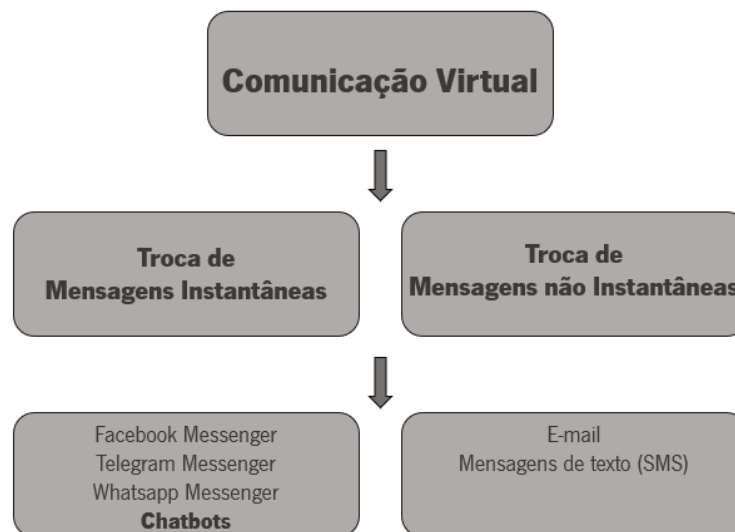 Comunicação Virtual
Troca de
Mensagens Instantâneas
Troca de
Mensagens não Instantâneas
Facebook Messenger
Telegram Messenger
Whatsapp Messenger
Chatbots
E-mail
Mensagens de texto (SMS)